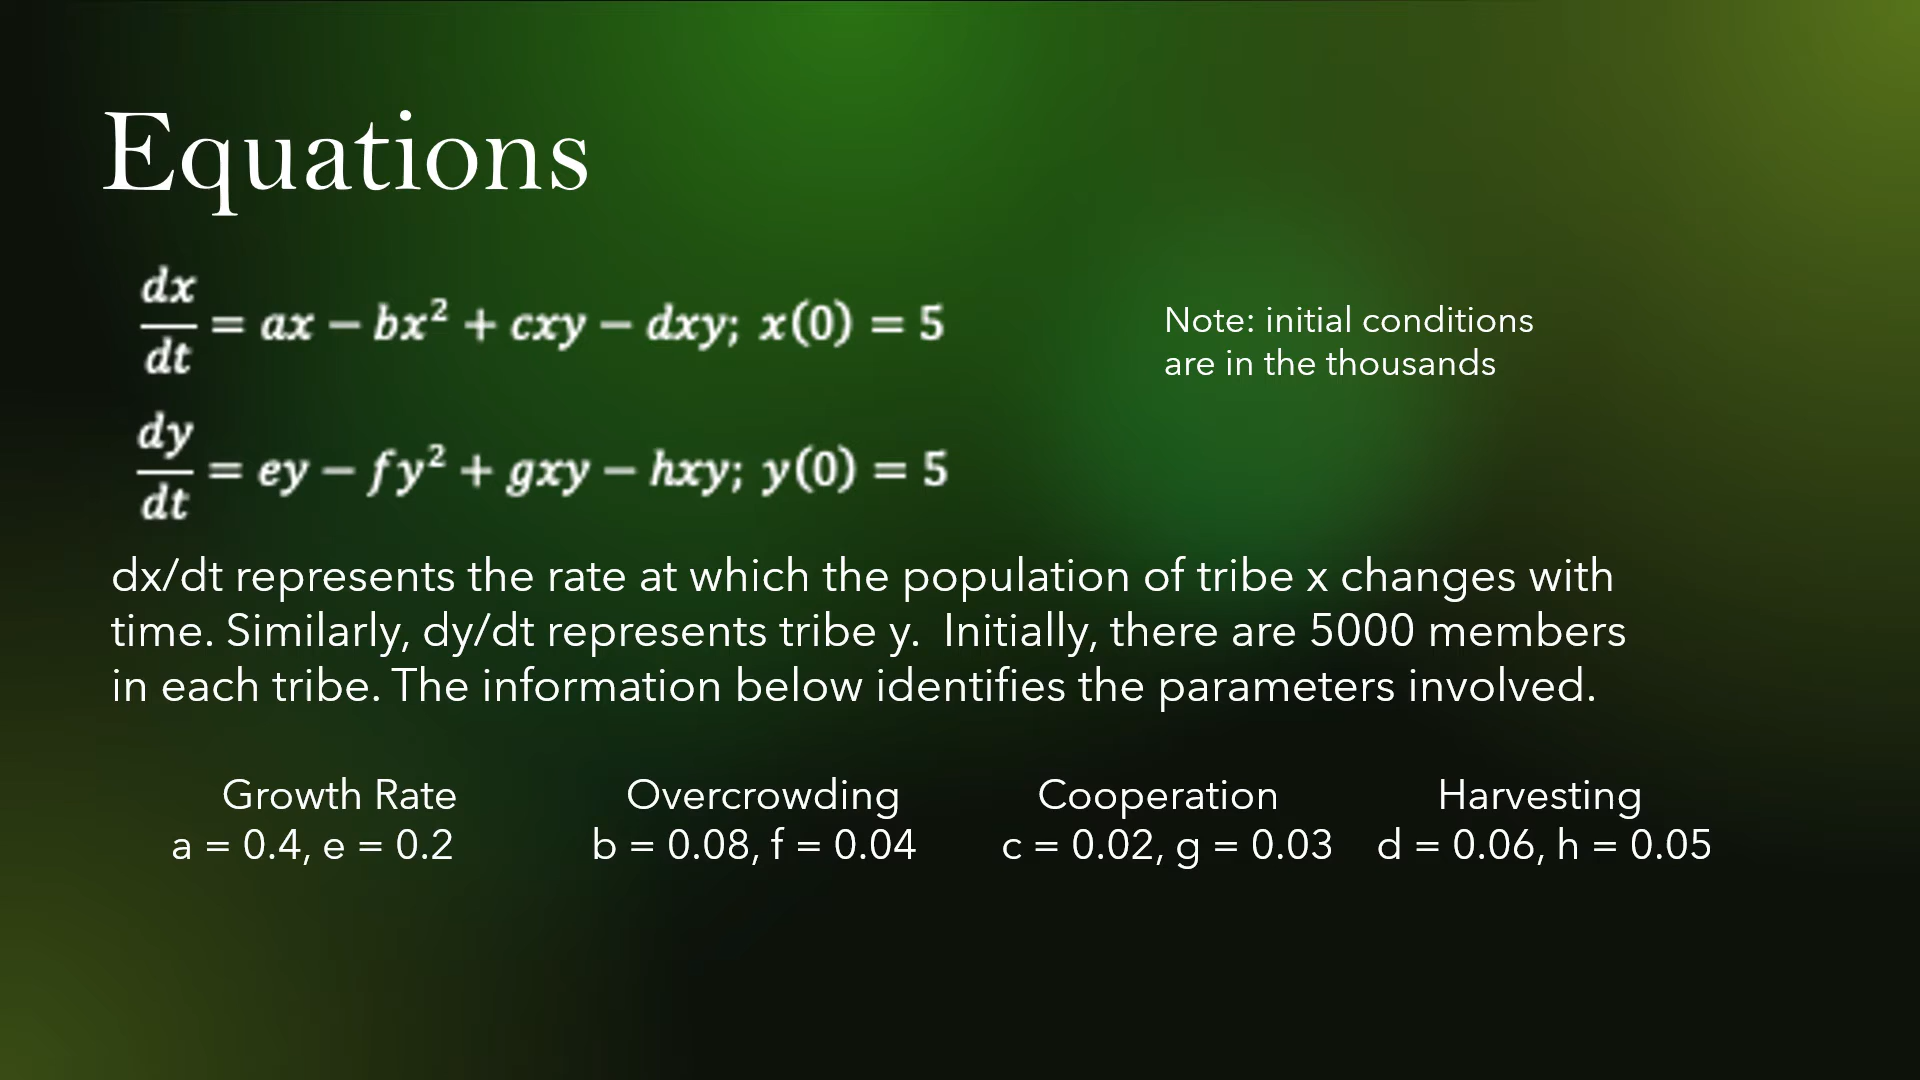 Equations
dx/dt = ax − bx² + cxy − dxy; x(0) = 5
Note: initial conditions
are in the thousands
dy/dt = ey − fy² + gxy − hxy; y(0) = 5
dx/dt represents the rate at which the population of tribe x changes with
time. Similarly, dy/dt represents tribe y.  Initially, there are 5000 members
in each tribe. The information below identifies the parameters involved.
Growth Rate
a = 0.4, e = 0.2
Overcrowding
b = 0.08, f = 0.04
Cooperation
c = 0.02, g = 0.03
Harvesting
d = 0.06, h = 0.05